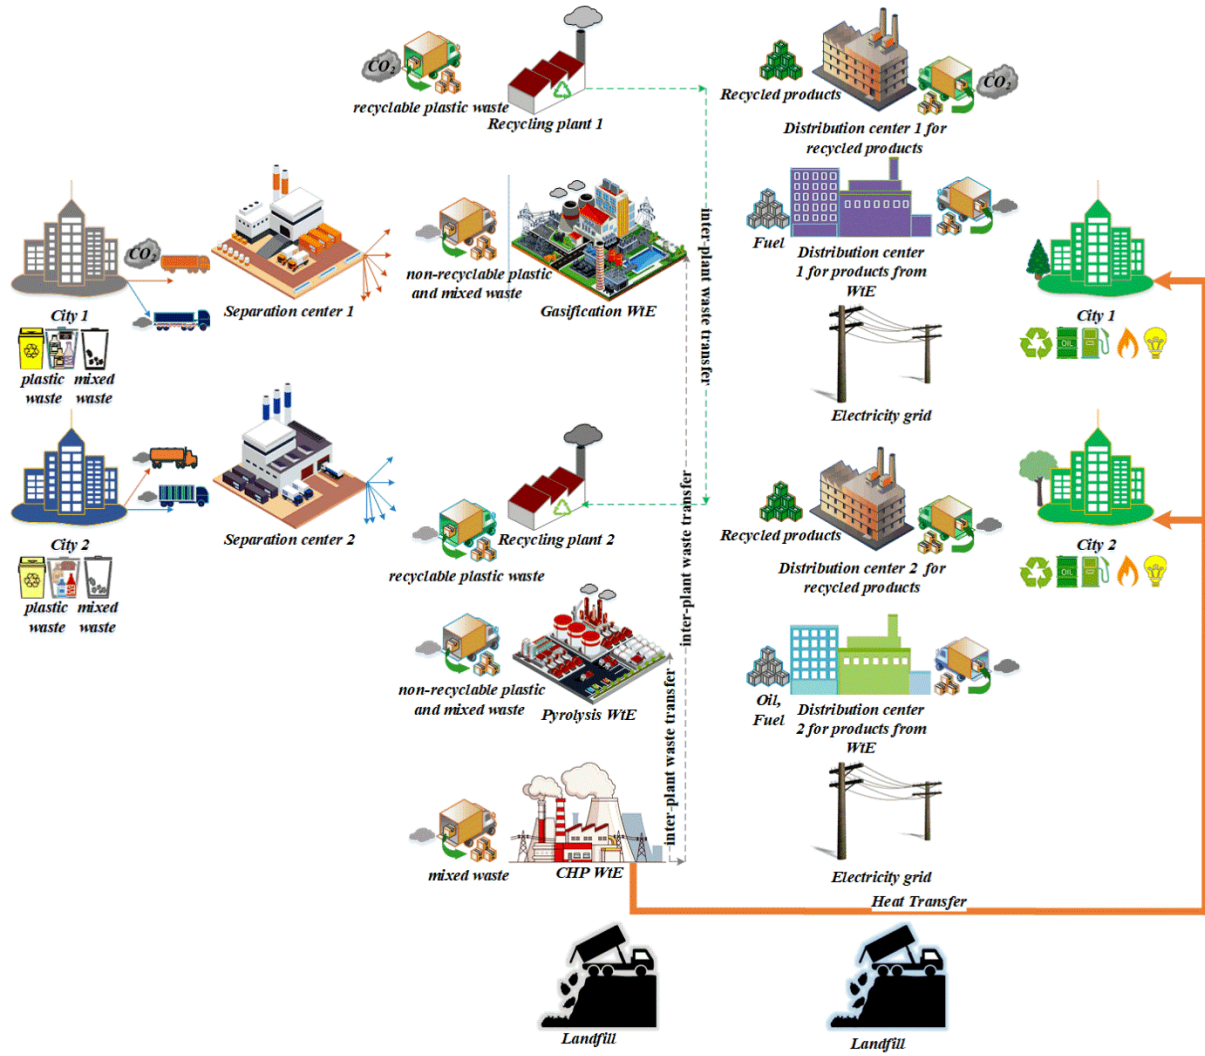 CO2
recyclable plastic waste
Recycling plant 1
Recycled products
CO2
Distribution center 1 for
recycled products
CO2
City 1
plastic
waste
mixed
waste
Separation center 1
non-recyclable plastic
and mixed waste
Gasification WtE
inter-plant waste transfer
Fuel
Distribution center
1 for products from
WtE
Electricity grid
City 1
OIL
City 2
plastic
waste
mixed
waste
Separation center 2
recyclable plastic waste
Recycling plant 2
inter-plant waste transfer
Recycled products
Distribution center 2 for
recycled products
City 2
OIL
non-recyclable plastic
and mixed waste
Pyrolysis WtE
inter-plant waste transfer
Oil,
Fuel
Distribution center
2 for products from
WtE
mixed waste
CHP WtE
Electricity grid
Heat Transfer
Landfill
Landfill